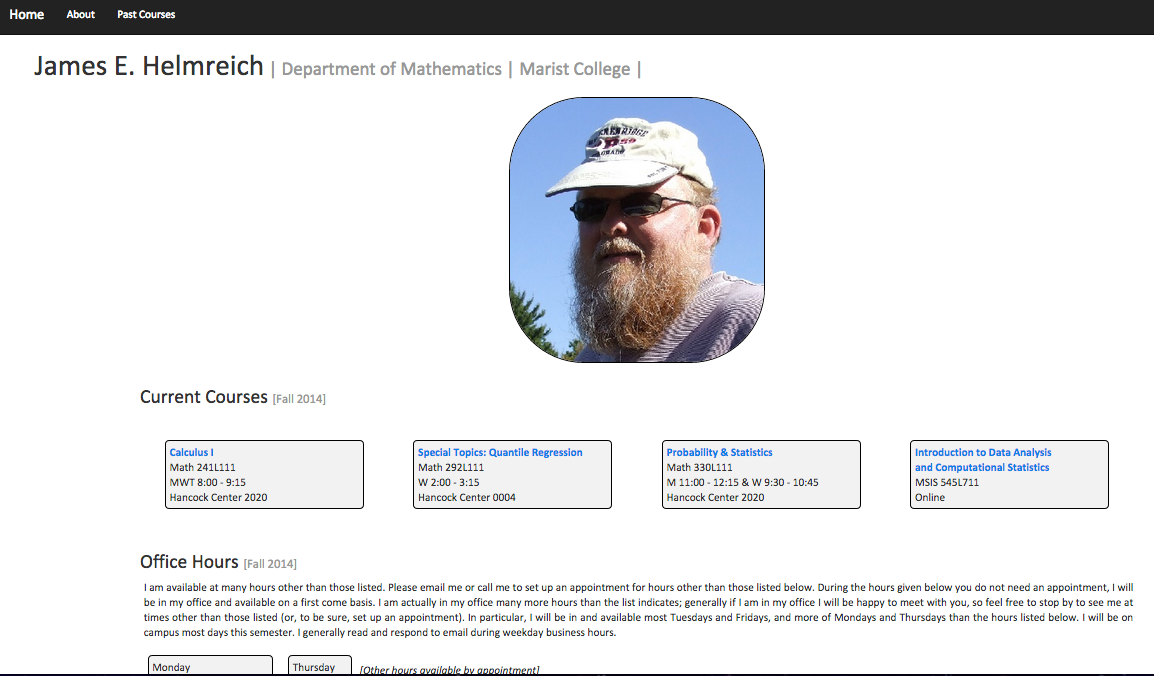 Home About Past Courses
James E. Helmreich | Department of Mathematics | Marist College |
Current Courses [Fall 2014]
Calculus I
Math 241L111
MWT 8:00 - 9:15
Hancock Center 2020
Special Topics: Quantile Regression
Math 292L111
W 2:00 - 3:15
Hancock Center 0004
Probability & Statistics
Math 330L111
M 11:00 - 12:15 & W 9:30 - 10:45
Hancock Center 2020
Introduction to Data Analysis
and Computational Statistics
MSIS 545L711
Online
Office Hours [Fall 2014]
I am available at many hours other than those listed. Please email me or call me to set up an appointment for hours other than those listed below. During the hours given below you do not need an appointment, I will
be in my office and available on a first come basis. I am actually in my office many more hours than the list indicates; generally if I am in my office I will be happy to meet with you, so feel free to stop by to see me at
times other than those listed (or, to be sure, set up an appointment). In particular, I will be in and available most Tuesdays and Fridays, and more of Mondays and Thursdays than the hours listed below. I will be on
campus most days this semester. I generally read and respond to email during weekday business hours.
Monday
Thursday
[Other hours available by appointment]